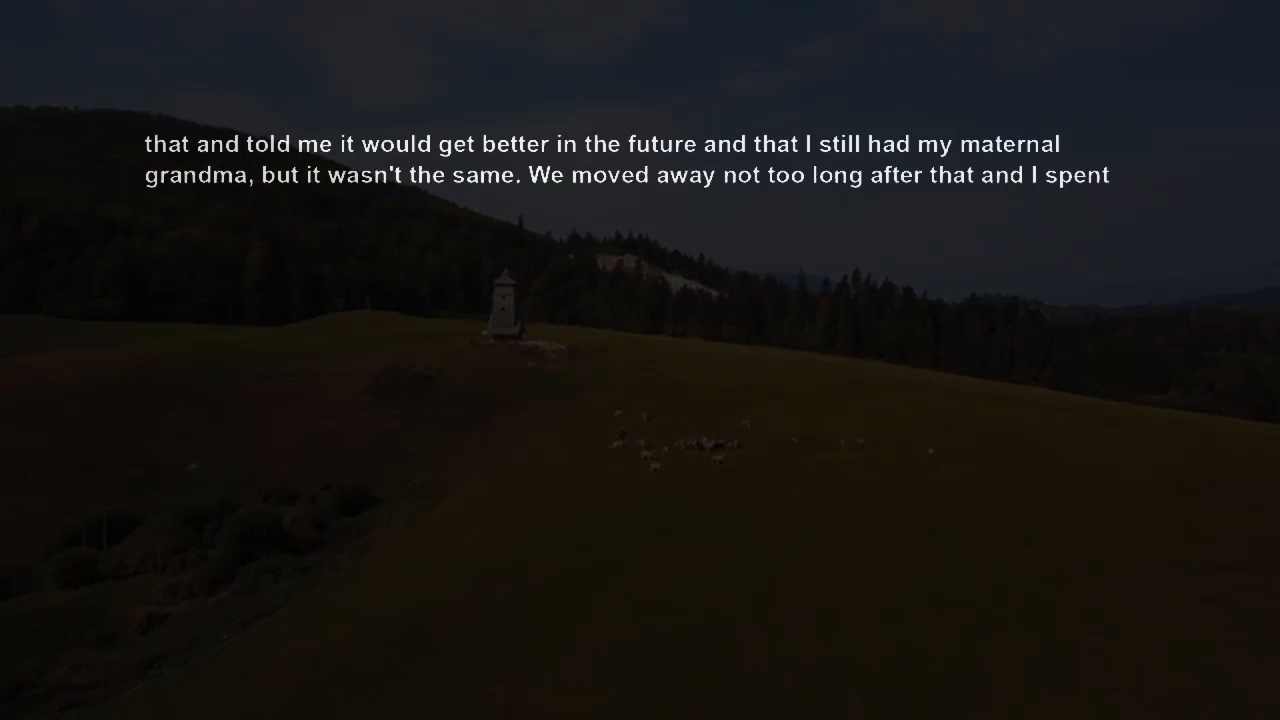 that and told me it would get better in the future and that I still had my maternal
grandma, but it wasn't the same. We moved away not too long after that and I spent